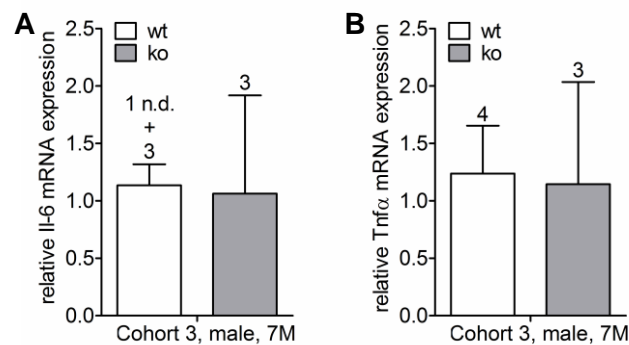 A
relative Il-6 mRNA expression
2.5
2.0
1.5
1.0
0.5
0.0
wt
ko
1 n.d.
+
3
3
Cohort 3, male, 7M
B
relative Tnfα mRNA expression
2.5
2.0
1.5
1.0
0.5
0.0
wt
ko
4
3
Cohort 3, male, 7M